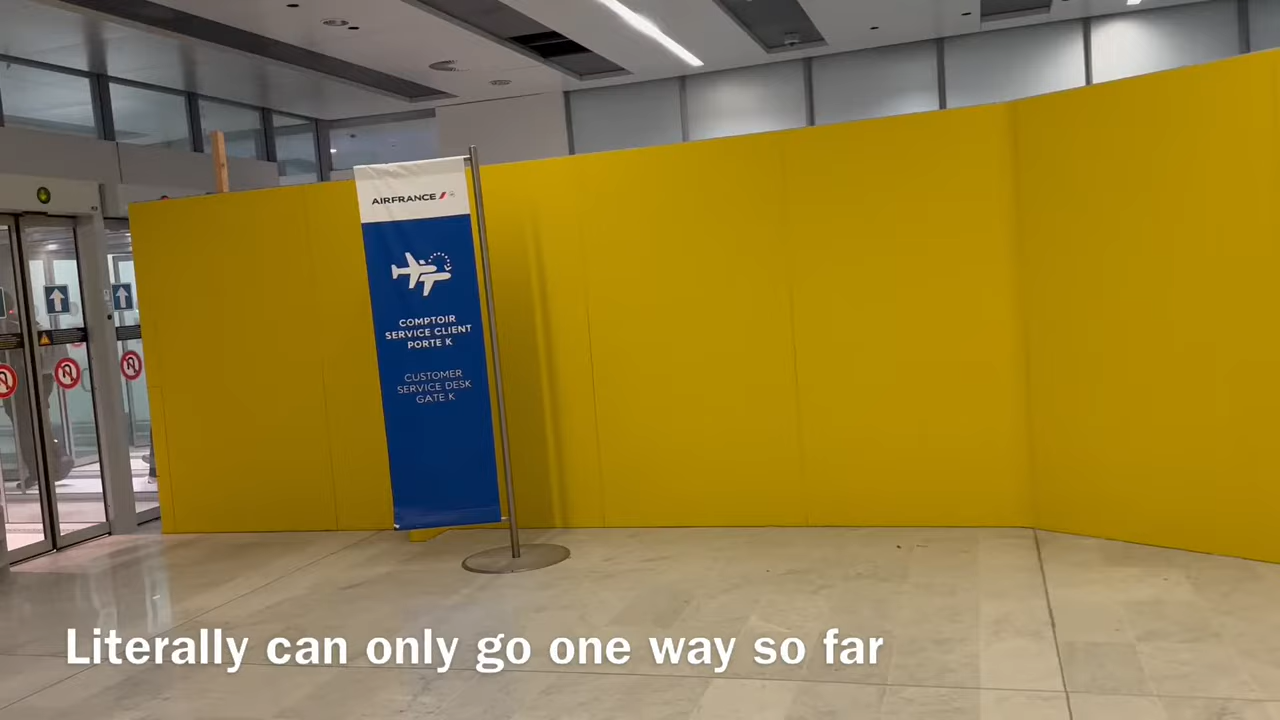 AIRFRANCE
COMPTOIR
SERVICE CLIENT
PORTE K
CUSTOMER
SERVICE DESK
GATE K
Literally can only go one way so far